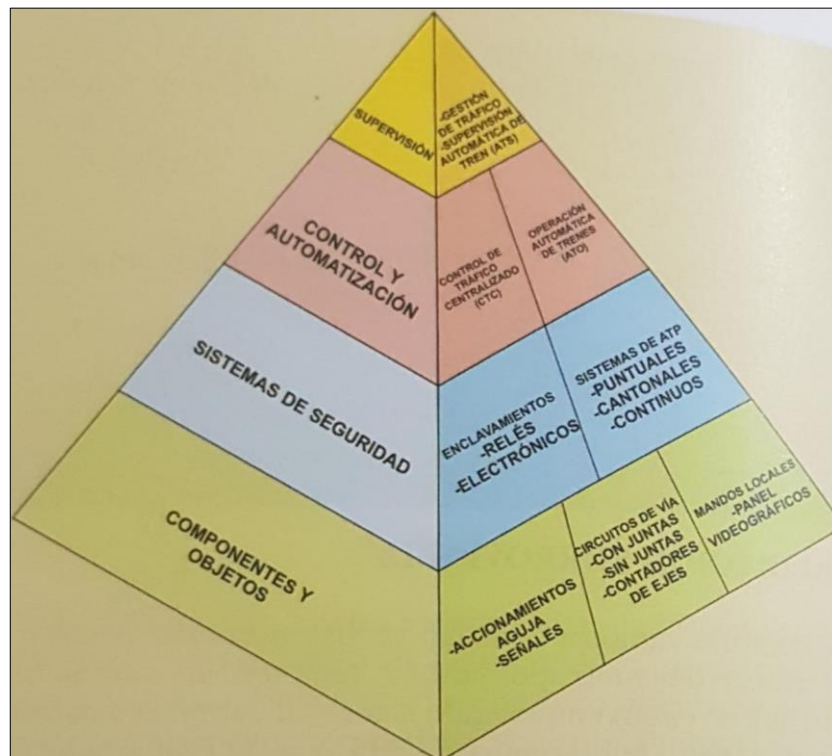 SUPERVISIÓN
-GESTIÓN
DE TRÁFICO
-SUPERVISIÓN
AUTOMÁTICA DE
TREN (ATS)
CONTROL Y
AUTOMATIZACIÓN
CONTROL DE
TRÁFICO
CENTRALIZADO
(CTC)
OPERACIÓN
AUTOMÁTICA
DE TRENES
(ATO)
SISTEMAS DE SEGURIDAD
ENCLAVAMIENTOS
-RELÉS
-ELECTRÓNICOS
SISTEMAS DE ATP
-PUNTUALES
-CANTONALES
-CONTINUOS
COMPONENTES Y
OBJETOS
-ACCIONAMIENTOS
AGUJA
-SEÑALES
CIRCUITOS DE VÍA
-CON JUNTAS
-SIN JUNTAS
-CONTADORES
DE EJES
MANDOS LOCALES
-PANEL
VIDEOGRÁFICOS